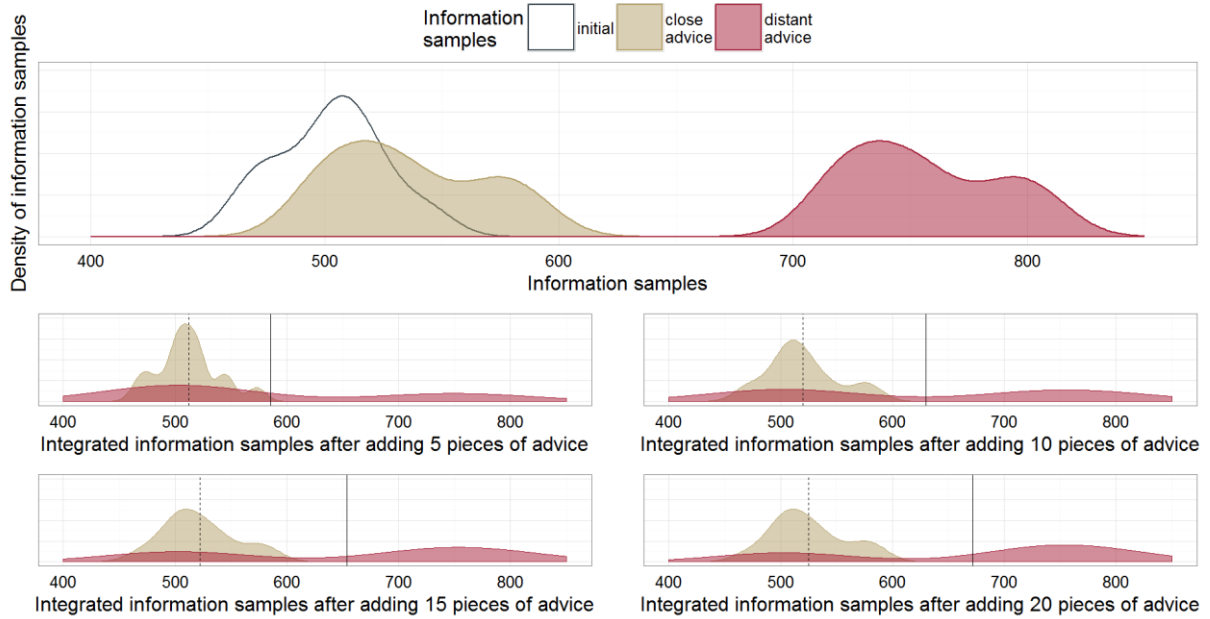 Information samples
initial
close advice
distant advice
Density of information samples
400 500 600 700 800
Information samples
400 500 600 700 800
Integrated information samples after adding 5 pieces of advice
400 500 600 700 800
Integrated information samples after adding 10 pieces of advice
400 500 600 700 800
Integrated information samples after adding 15 pieces of advice
400 500 600 700 800
Integrated information samples after adding 20 pieces of advice